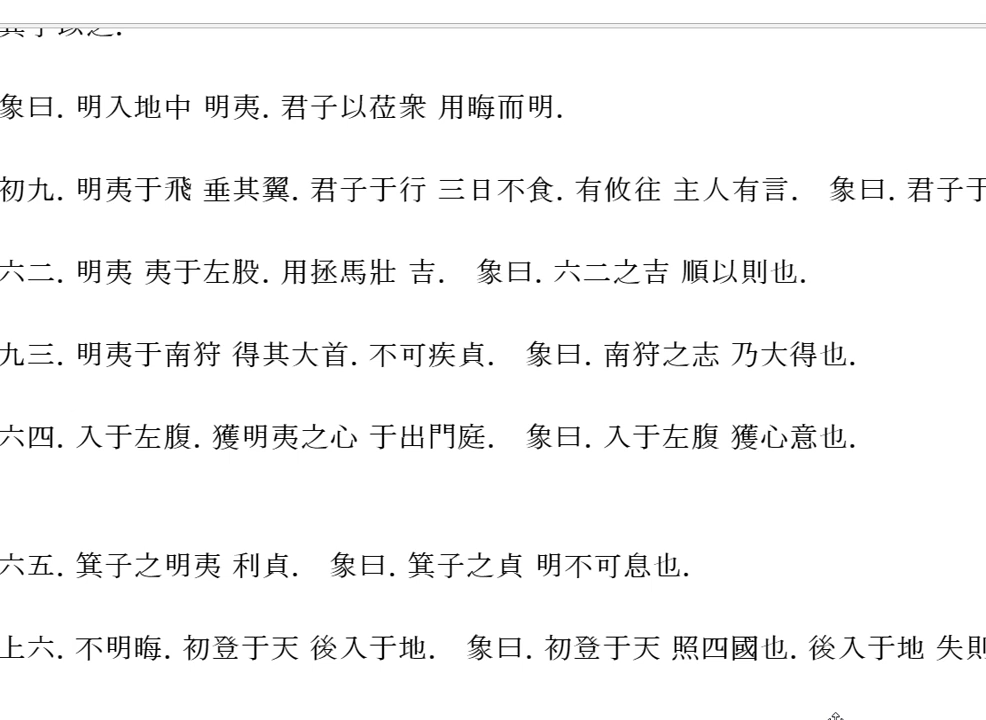 箕子以之.
象曰. 明入地中 明夷. 君子以莅衆 用晦而明.
初九. 明夷于飛 垂其翼. 君子于行 三日不食. 有攸往 主人有言. 象曰. 君子于
六二. 明夷 夷于左股. 用拯馬壯 吉. 象曰. 六二之吉 順以則也.
九三. 明夷于南狩 得其大首. 不可疾貞. 象曰. 南狩之志 乃大得也.
六四. 入于左腹. 獲明夷之心 于出門庭. 象曰. 入于左腹 獲心意也.
六五. 箕子之明夷 利貞. 象曰. 箕子之貞 明不可息也.
上六. 不明晦. 初登于天 後入于地. 象曰. 初登于天 照四國也. 後入于地 失則